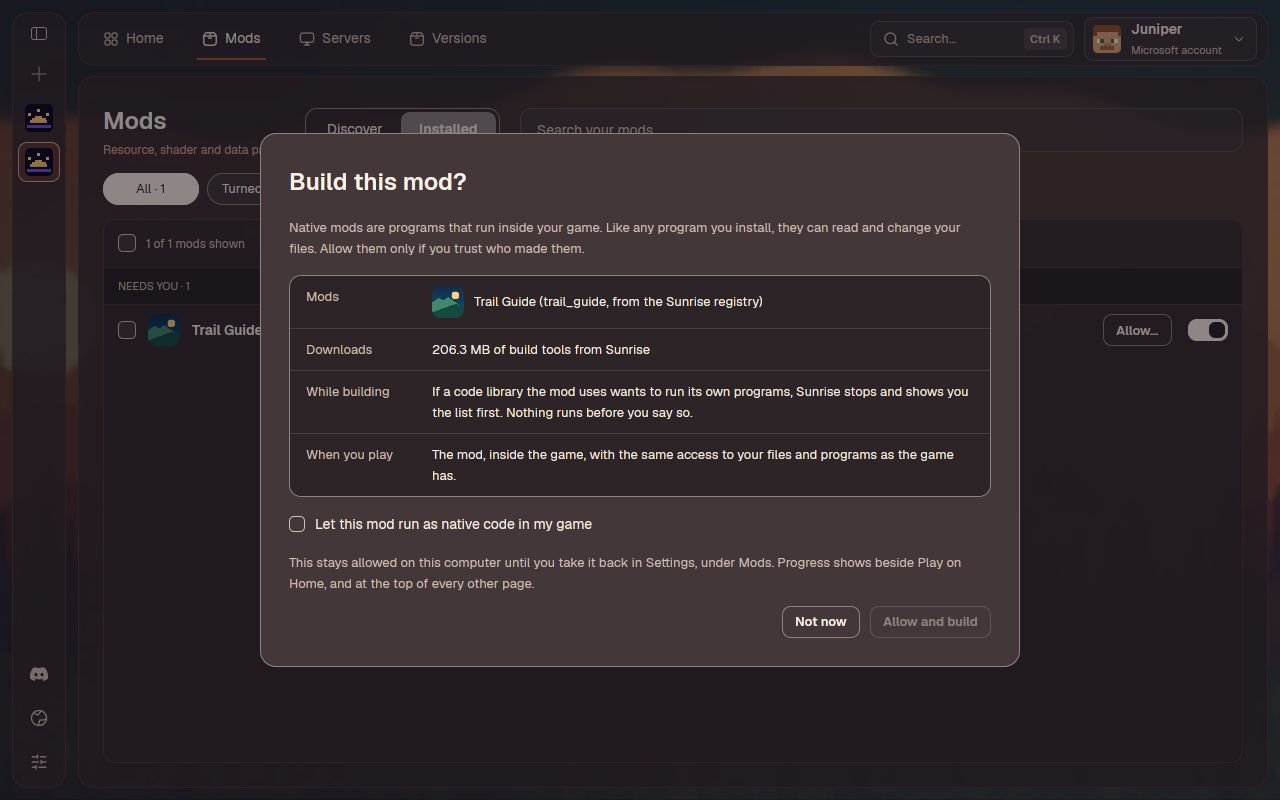 Home
Mods
Servers
Versions
Search...
Ctrl K
Juniper
Microsoft account
Mods
Discover
Installed
Search your mods
Resource, shader and data pa
All · 1
Turned
1 of 1 mods shown
NEEDS YOU · 1
Trail Guide
Allow...
Build this mod?
Native mods are programs that run inside your game. Like any program you install, they can read and change your
files. Allow them only if you trust who made them.
Mods
Trail Guide (trail_guide, from the Sunrise registry)
Downloads
206.3 MB of build tools from Sunrise
While building
If a code library the mod uses wants to run its own programs, Sunrise stops and shows you
the list first. Nothing runs before you say so.
When you play
The mod, inside the game, with the same access to your files and programs as the game
has.
Let this mod run as native code in my game
This stays allowed on this computer until you take it back in Settings, under Mods. Progress shows beside Play on
Home, and at the top of every other page.
Not now
Allow and build